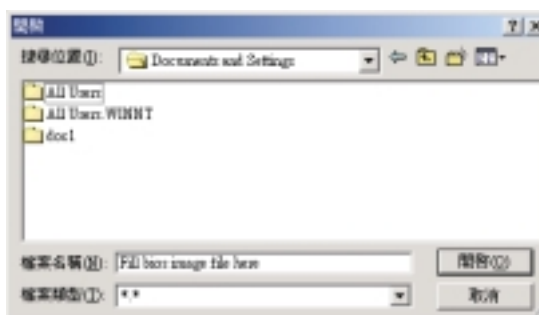 開啟
搜尋位置(I): Documents and Settings
All Users
All Users.WINNT
doc1
檔案名稱(N): Fill bios image file here 開啟(O)
檔案類型(T): *.* 取消